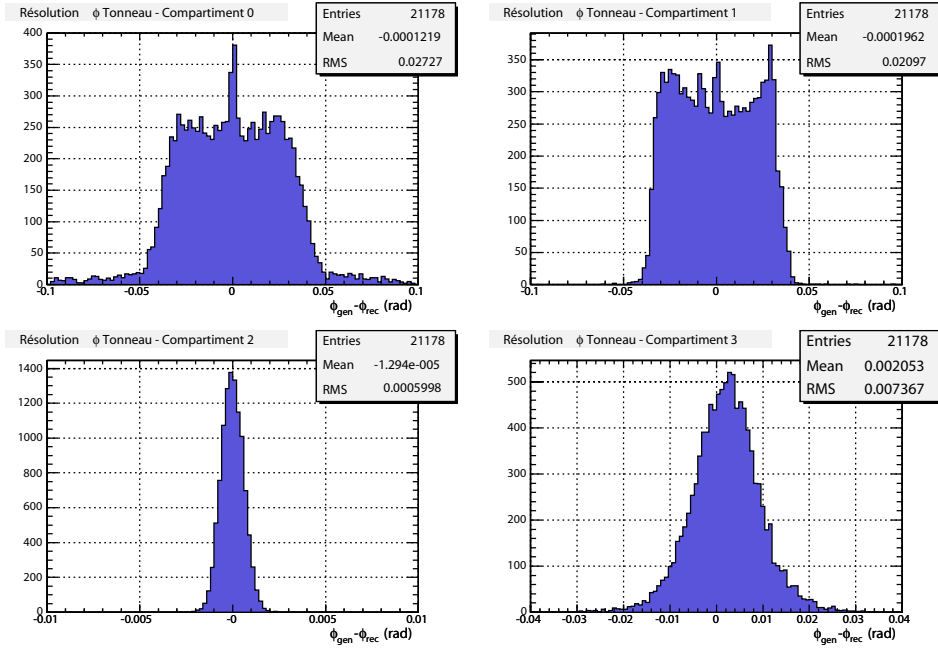 Résolution ϕ Tonneau - Compartiment 0
Entries 21178
Mean -0.0001219
RMS 0.02727
400
350
300
250
200
150
100
50
0
-0.1 -0.05 0 0.05 0.1
ϕgen-ϕrec (rad)
Résolution ϕ Tonneau - Compartiment 1
Entries 21178
Mean -0.0001962
RMS 0.02097
350
300
250
200
150
100
50
0
-0.1 -0.05 0 0.05 0.1
ϕgen-ϕrec (rad)
Résolution ϕ Tonneau - Compartiment 2
Entries 21178
Mean -1.294e-005
RMS 0.0005998
1400
1200
1000
800
600
400
200
0
-0.01 -0.005 -0 0.005 0.01
ϕgen-ϕrec (rad)
Résolution ϕ Tonneau - Compartiment 3
Entries 21178
Mean 0.002053
RMS 0.007367
500
400
300
200
100
0
-0.04 -0.03 -0.02 -0.01 0 0.01 0.02 0.03 0.04
ϕgen-ϕrec (rad)